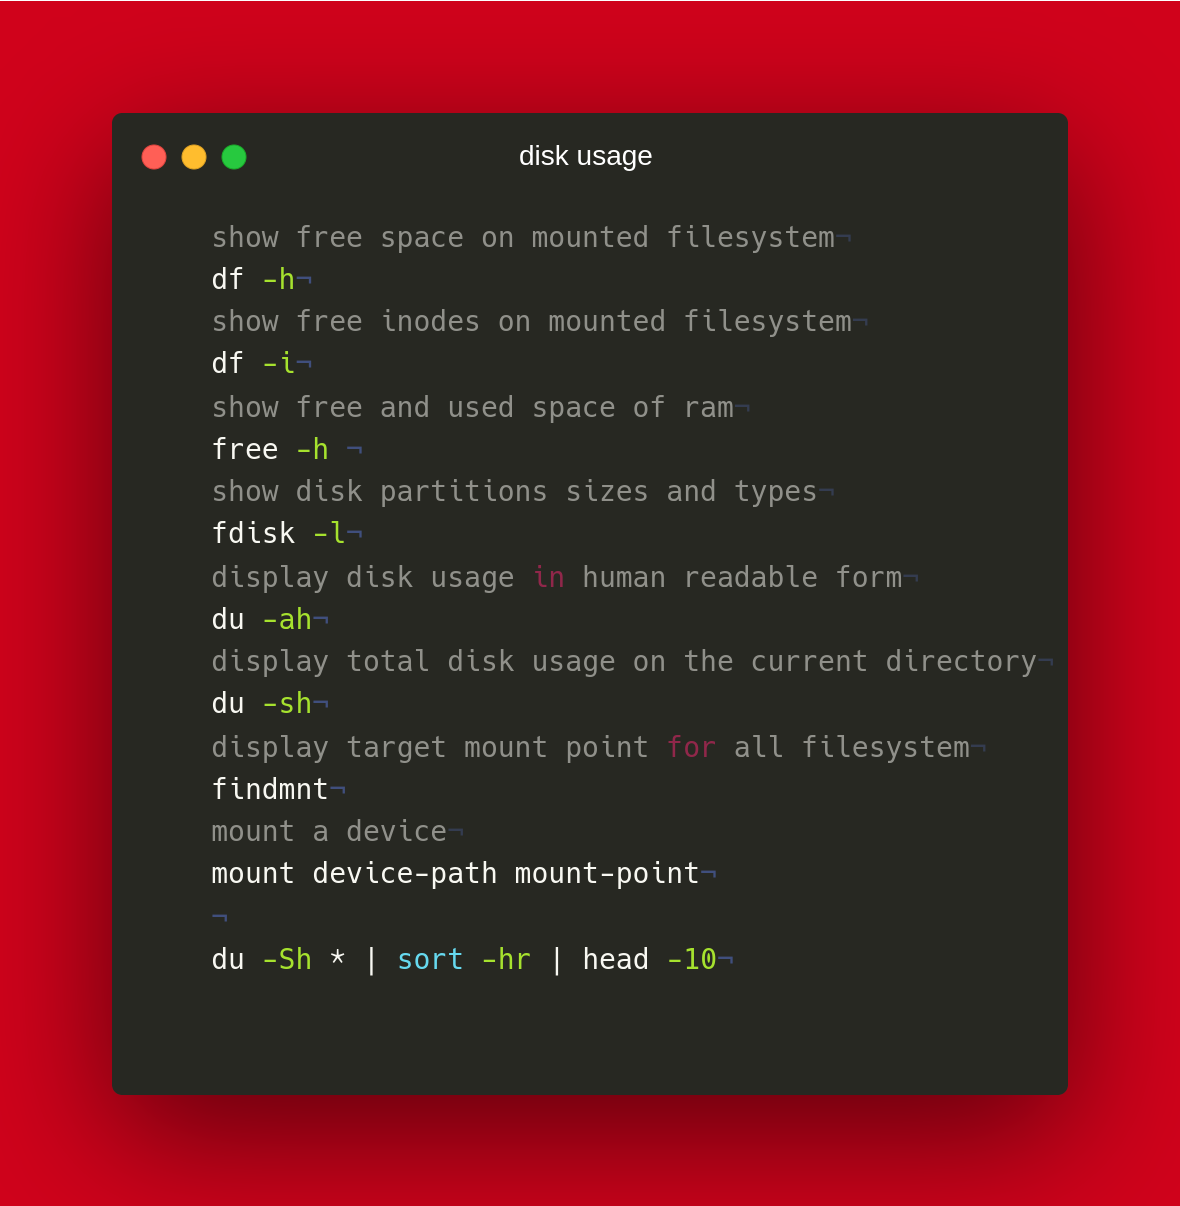 disk usage
show free space on mounted filesystem¬
df -h¬
show free inodes on mounted filesystem¬
df -i¬
show free and used space of ram¬
free -h ¬
show disk partitions sizes and types¬
fdisk -l¬
display disk usage in human readable form¬
du -ah¬
display total disk usage on the current directory¬
du -sh¬
display target mount point for all filesystem¬
findmnt¬
mount a device¬
mount device-path mount-point¬
¬
du -Sh * | sort -hr | head -10¬